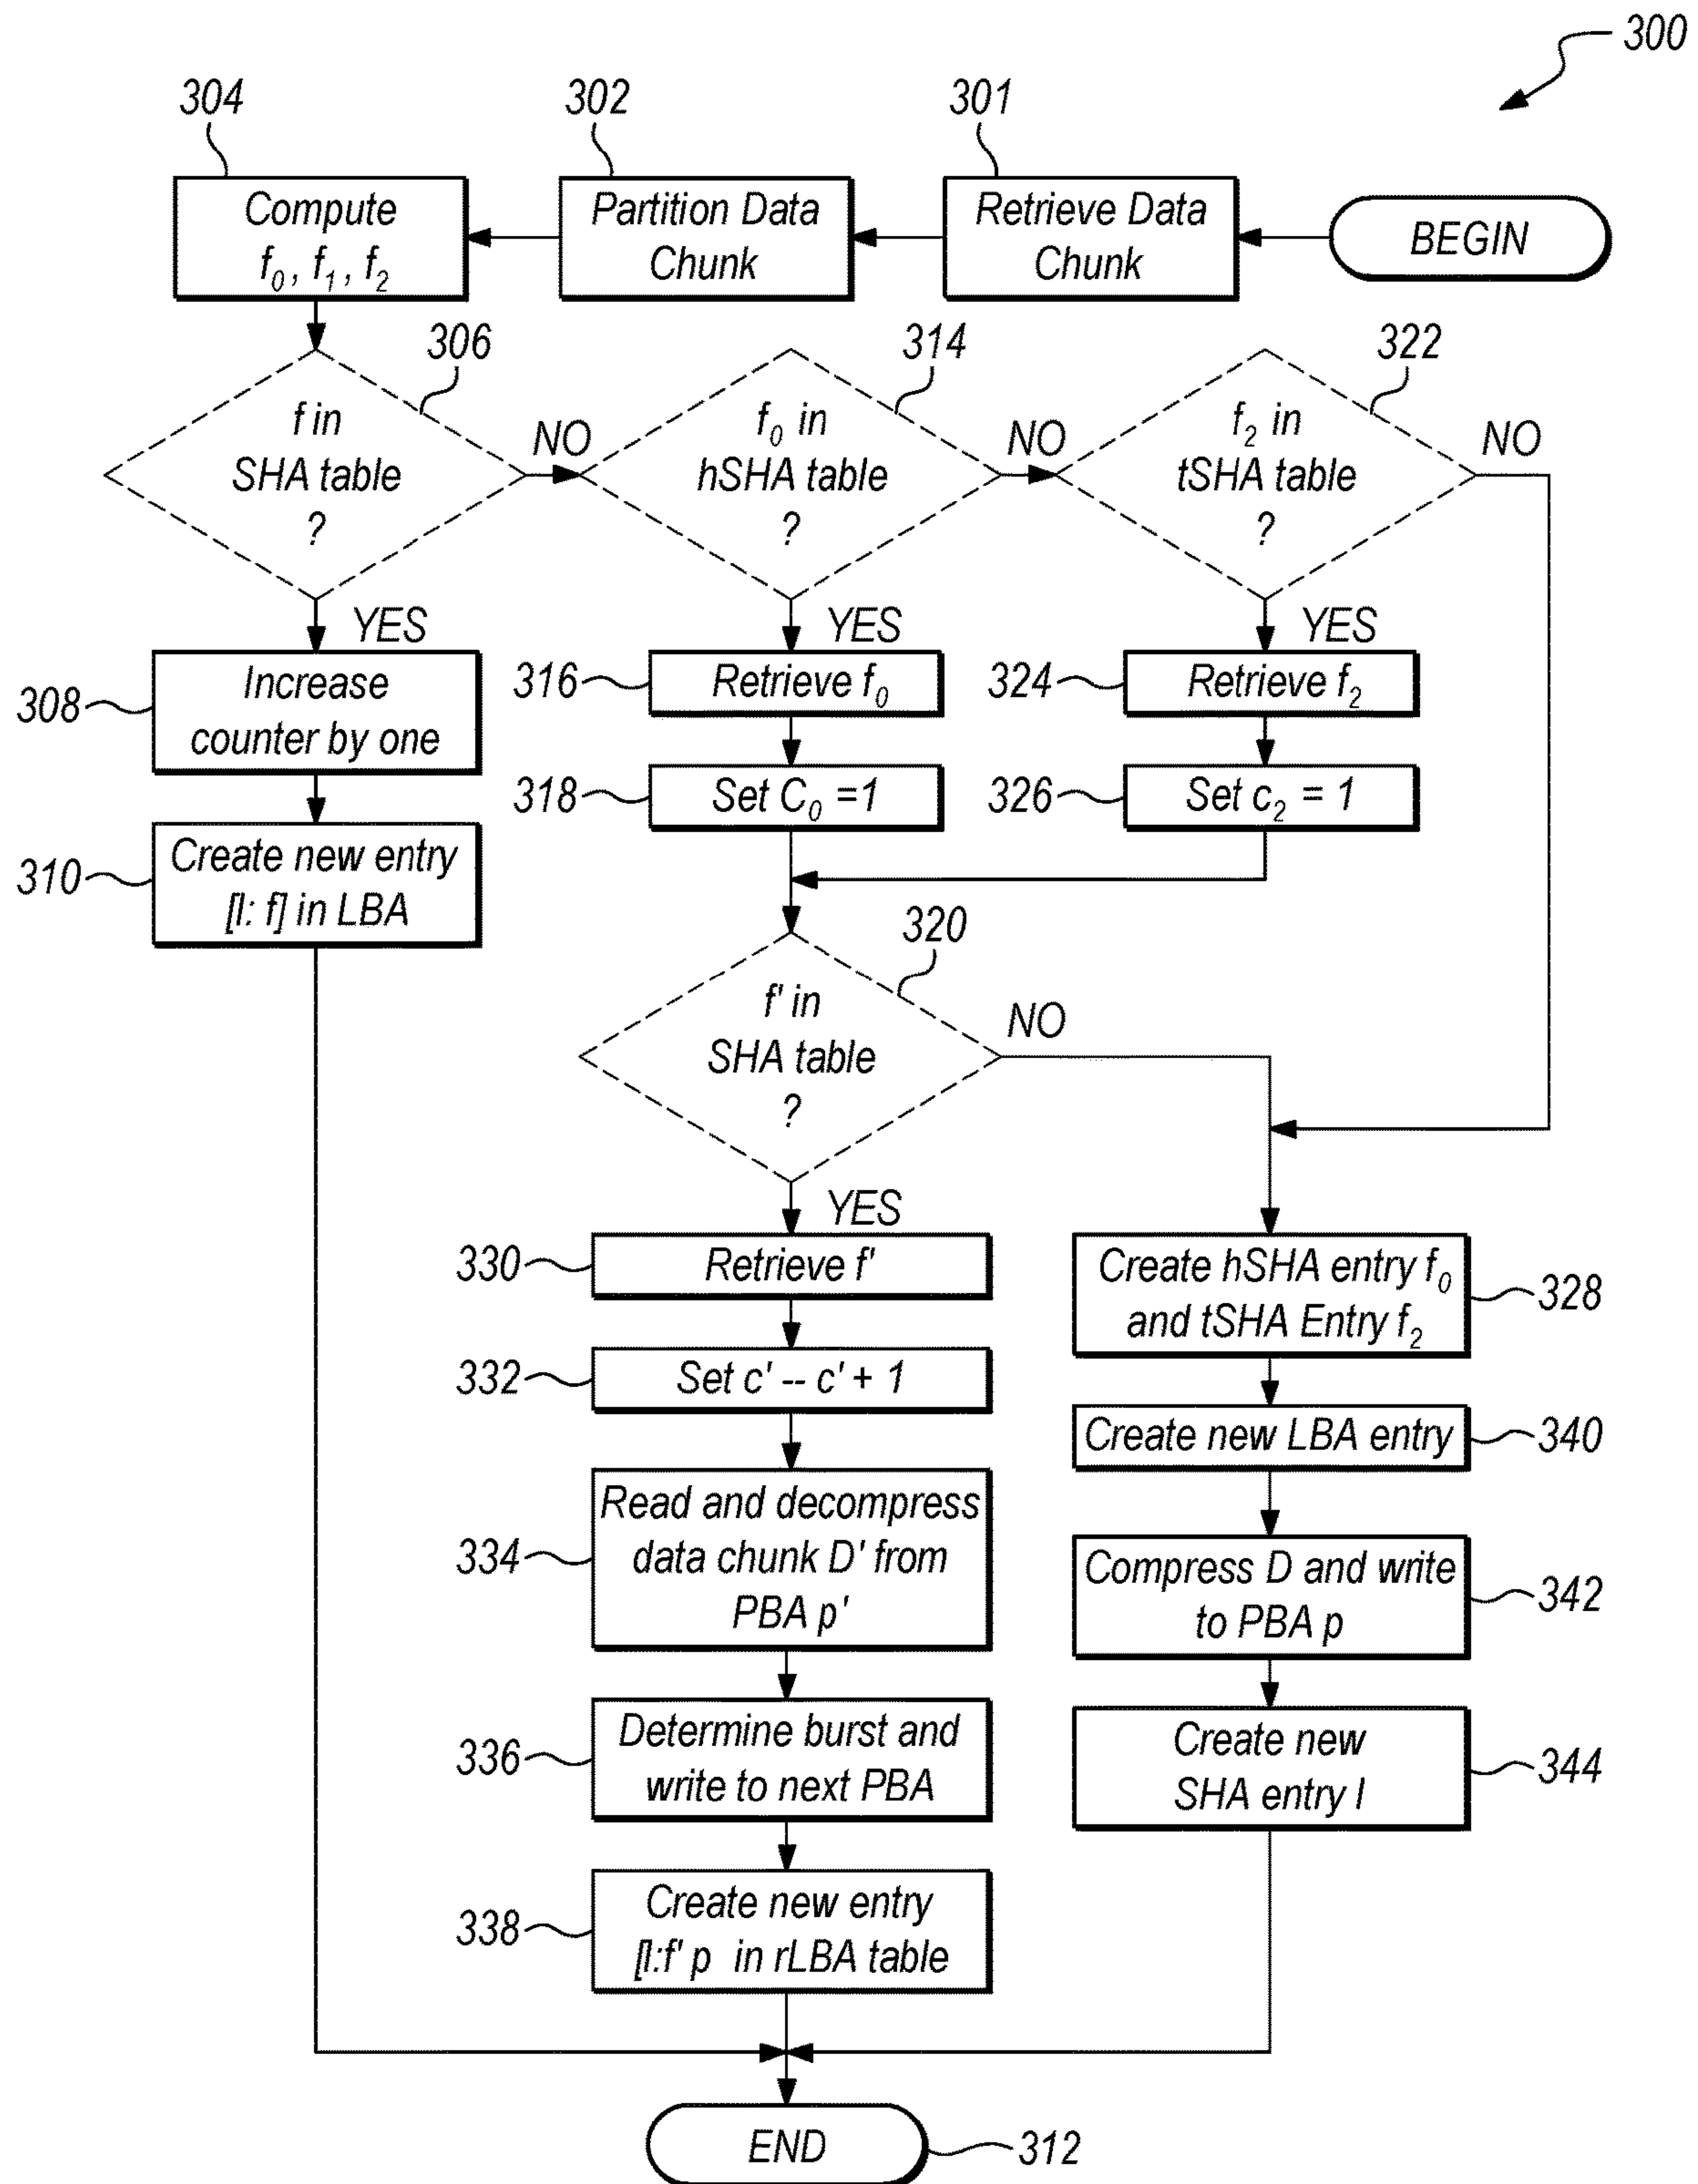 300
304
302
301
Compute
f₀, f₁, f₂
Partition Data
Chunk
Retrieve Data
Chunk
BEGIN
306
314
322
f in
SHA table
?
NO
f₀ in
hSHA table
?
NO
f₂ in
tSHA table
?
NO
YES
YES
YES
308
Increase
counter by one
316
Retrieve f₀
324
Retrieve f₂
318
Set C₀ =1
326
Set c₂ = 1
310
Create new entry
[l: f] in LBA
320
f' in
SHA table
?
NO
YES
330
Retrieve f'
Create hSHA entry f₀
and tSHA Entry f₂
328
332
Set c' -- c' + 1
Create new LBA entry
340
334
Read and decompress
data chunk D' from
PBA p'
Compress D and write
to PBA p
342
336
Determine burst and
write to next PBA
Create new
SHA entry l
344
338
Create new entry
[l:f' p in rLBA table
END
312